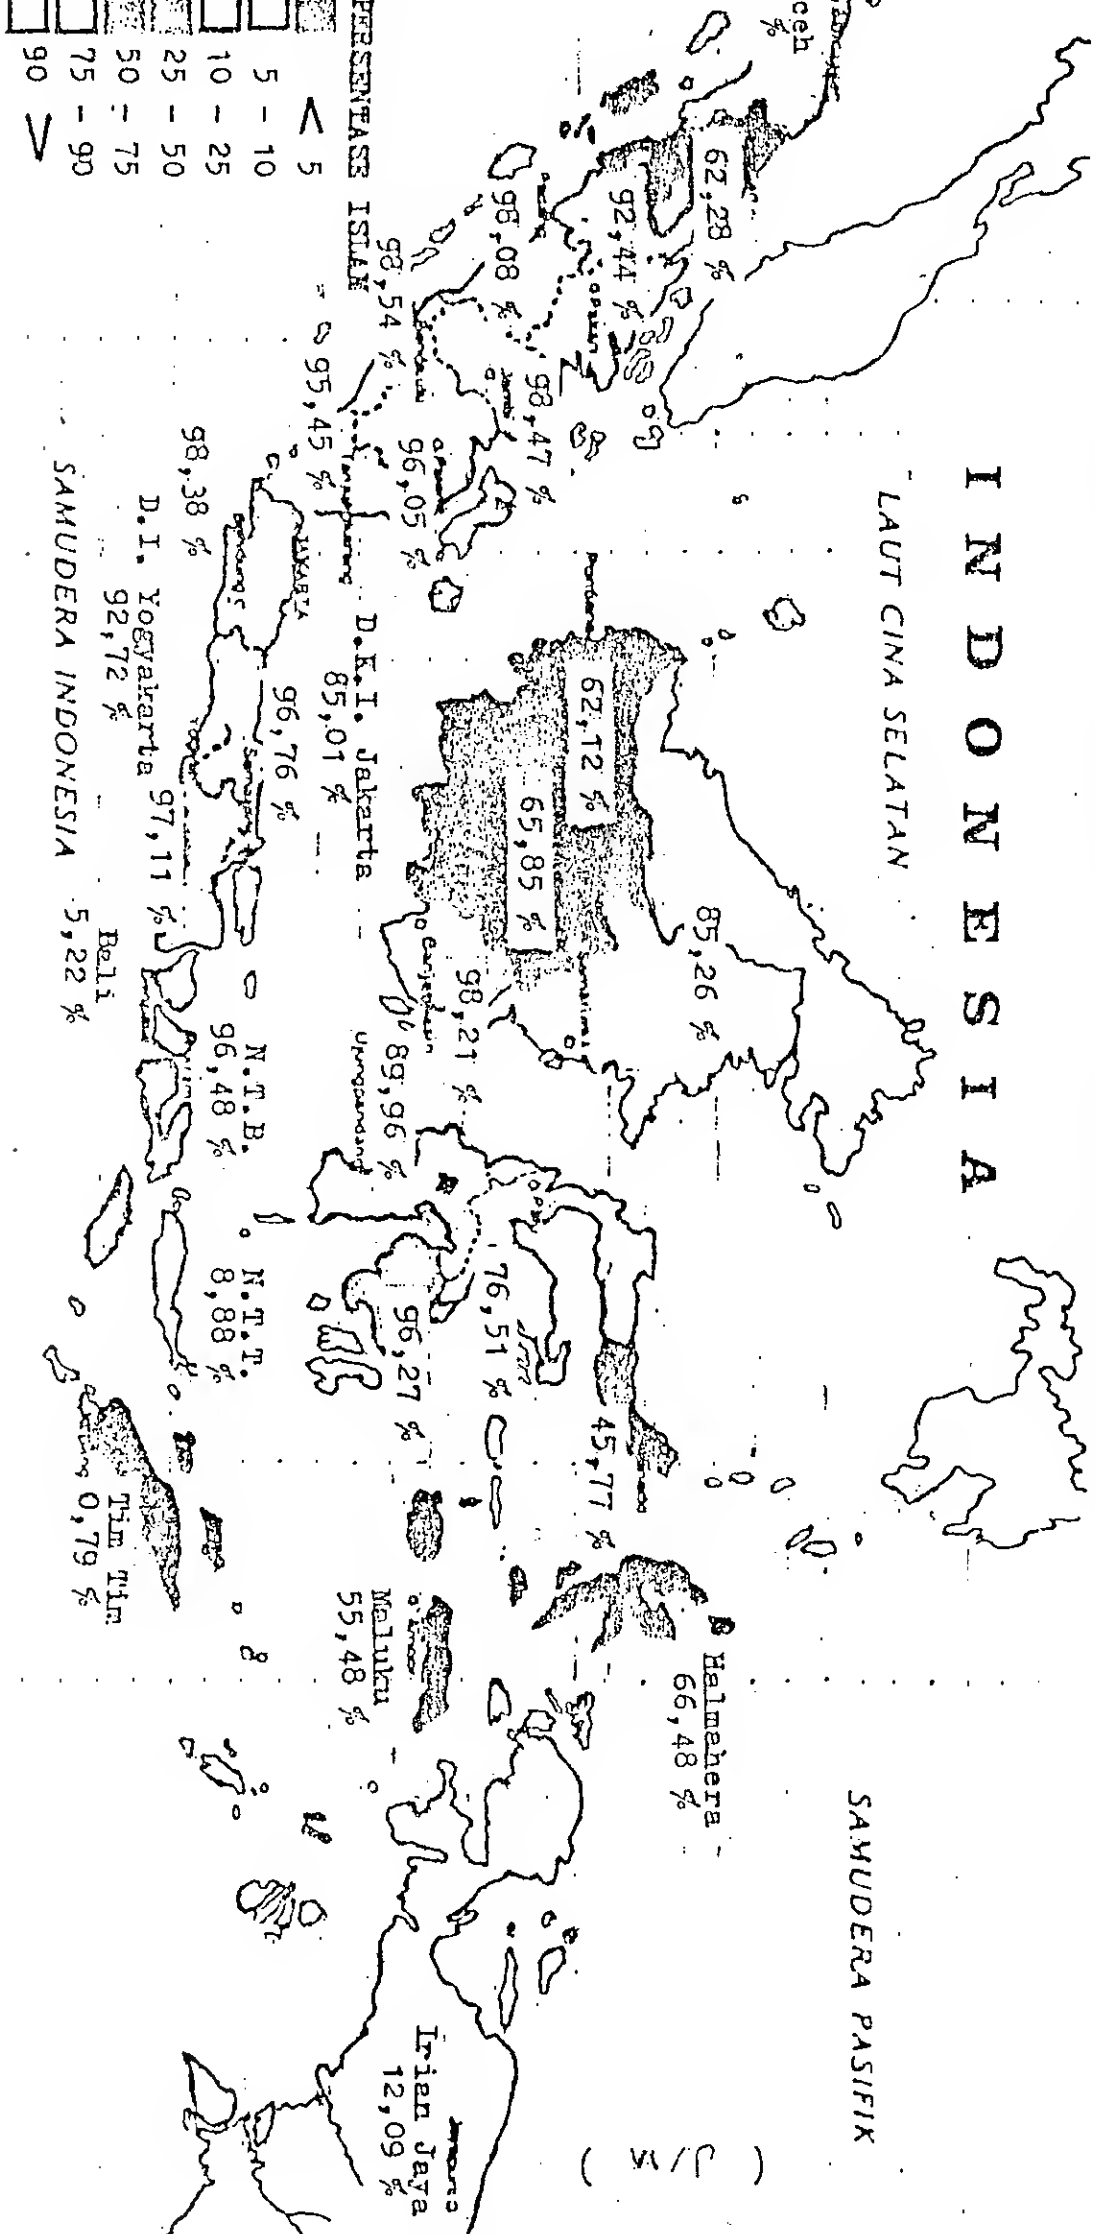 I N D O N E S I A
LAUT CINA SELATAN
SAMUDERA PASIFIK
ceh
%
62,28 %
92,44 %
98,08 %
98,47 %
98,54 %
96,05 %
95,45 %
62,12 %
65,85 %
85,26 %
98,21 %
89,96 %
76,51 %
96,27 %
45,77 %
Halmahera
66,48 %
Maluku
55,48 %
Irian Jaya
12,09 %
JAKARTA
D.K.I. Jakarta
85,01 %
98,38 %
96,76 %
D.I. Yogyakarta
92,72 %
97,11 %
Bali
5,22 %
N.T.B.
96,48 %
N.T.T.
8,88 %
Tim Tim
0,79 %
SAMUDERA INDONESIA
PERSENTASE ISLAM
< 5
5 - 10
10 - 25
25 - 50
50 - 75
75 - 90
90 >